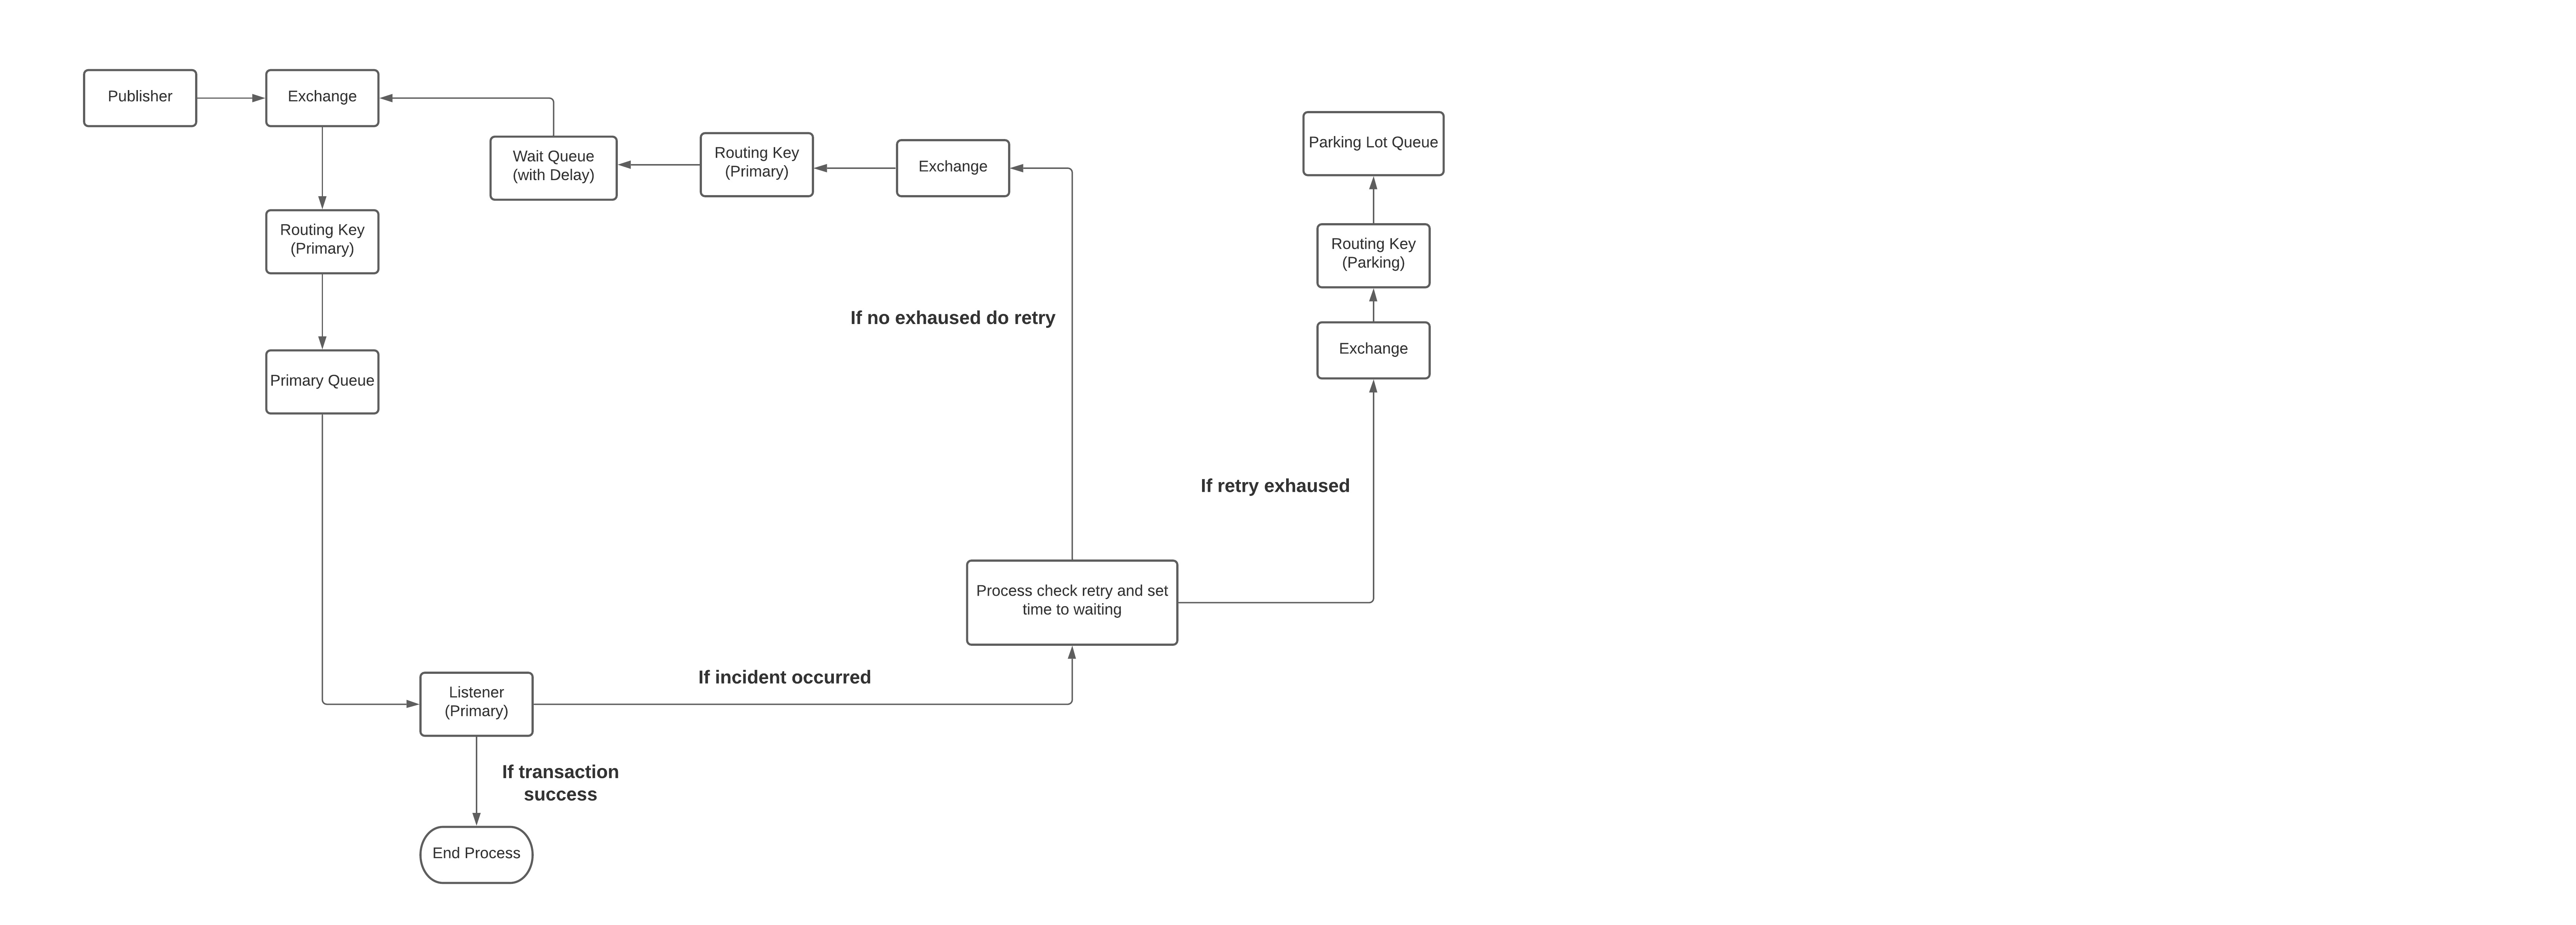 Publisher
Exchange
Wait Queue
(with Delay)
Routing Key
(Primary)
Exchange
Parking Lot Queue
Routing Key
(Primary)
Routing Key
(Parking)
If no exhaused do retry
Exchange
Primary Queue
If retry exhaused
Process check retry and set
time to waiting
If incident occurred
Listener
(Primary)
If transaction
success
End Process